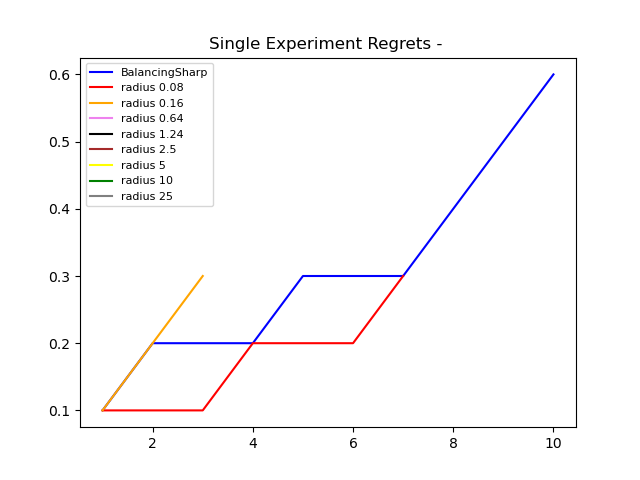 Single Experiment Regrets -
BalancingSharp
radius 0.08
radius 0.16
radius 0.64
radius 1.24
radius 2.5
radius 5
radius 10
radius 25
0.6
0.5
0.4
0.3
0.2
0.1
2 4 6 8 10